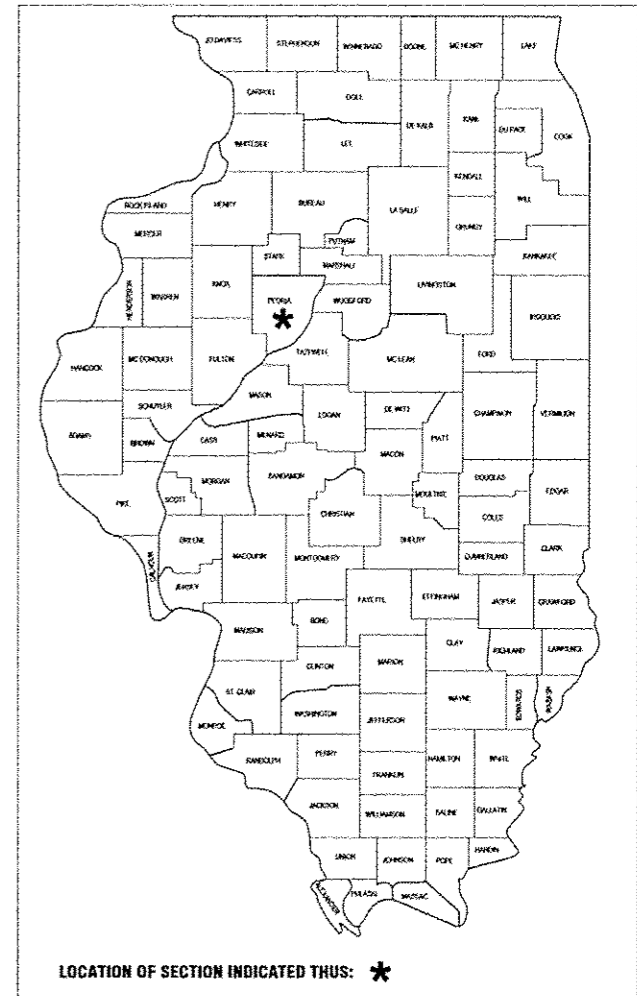 JO DAVIESS STEPHENSON WINNEBAGO BOONE MC HENRY LAKE
CARROLL OGLE DE KALB KANE DU PAGE COOK
WHITESIDE LEE KENDALL WILL
ROCK ISLAND HENRY BUREAU LA SALLE GRUNDY
MERCER PUTNAM KANKAKEE
STARK MARSHALL LIVINGSTON
HENDERSON WARREN KNOX PEORIA WOODFORD IROQUOIS
HANCOCK MC DONOUGH FULTON TAZWELL MC LEAN FORD
SCHUYLER MASON LOGAN DE WITT CHAMPAIGN VERMILION
ADAMS BROWN CASS MENARD MACON PIATT
PIKE SCOTT MORGAN SANGAMON MOULTRIE DOUGLAS EDGAR
CHRISTIAN COLES
CALHOUN GREENE MACOUPIN MONTGOMERY SHELBY CUMBERLAND CLARK
JERSEY FAYETTE EFFINGHAM JASPER CRAWFORD
MADISON BOND CLAY RICHLAND LAWRENCE
CLINTON MARION
ST. CLAIR WASHINGTON WAYNE EDWARDS WABASH
MONROE JEFFERSON
RANDOLPH PERRY FRANKLIN HAMILTON WHITE
JACKSON WILLIAMSON SALINE GALLATIN
UNION JOHNSON POPE HARDIN
ALEXANDER PULASKI MASSAC
LOCATION OF SECTION INDICATED THUS: *